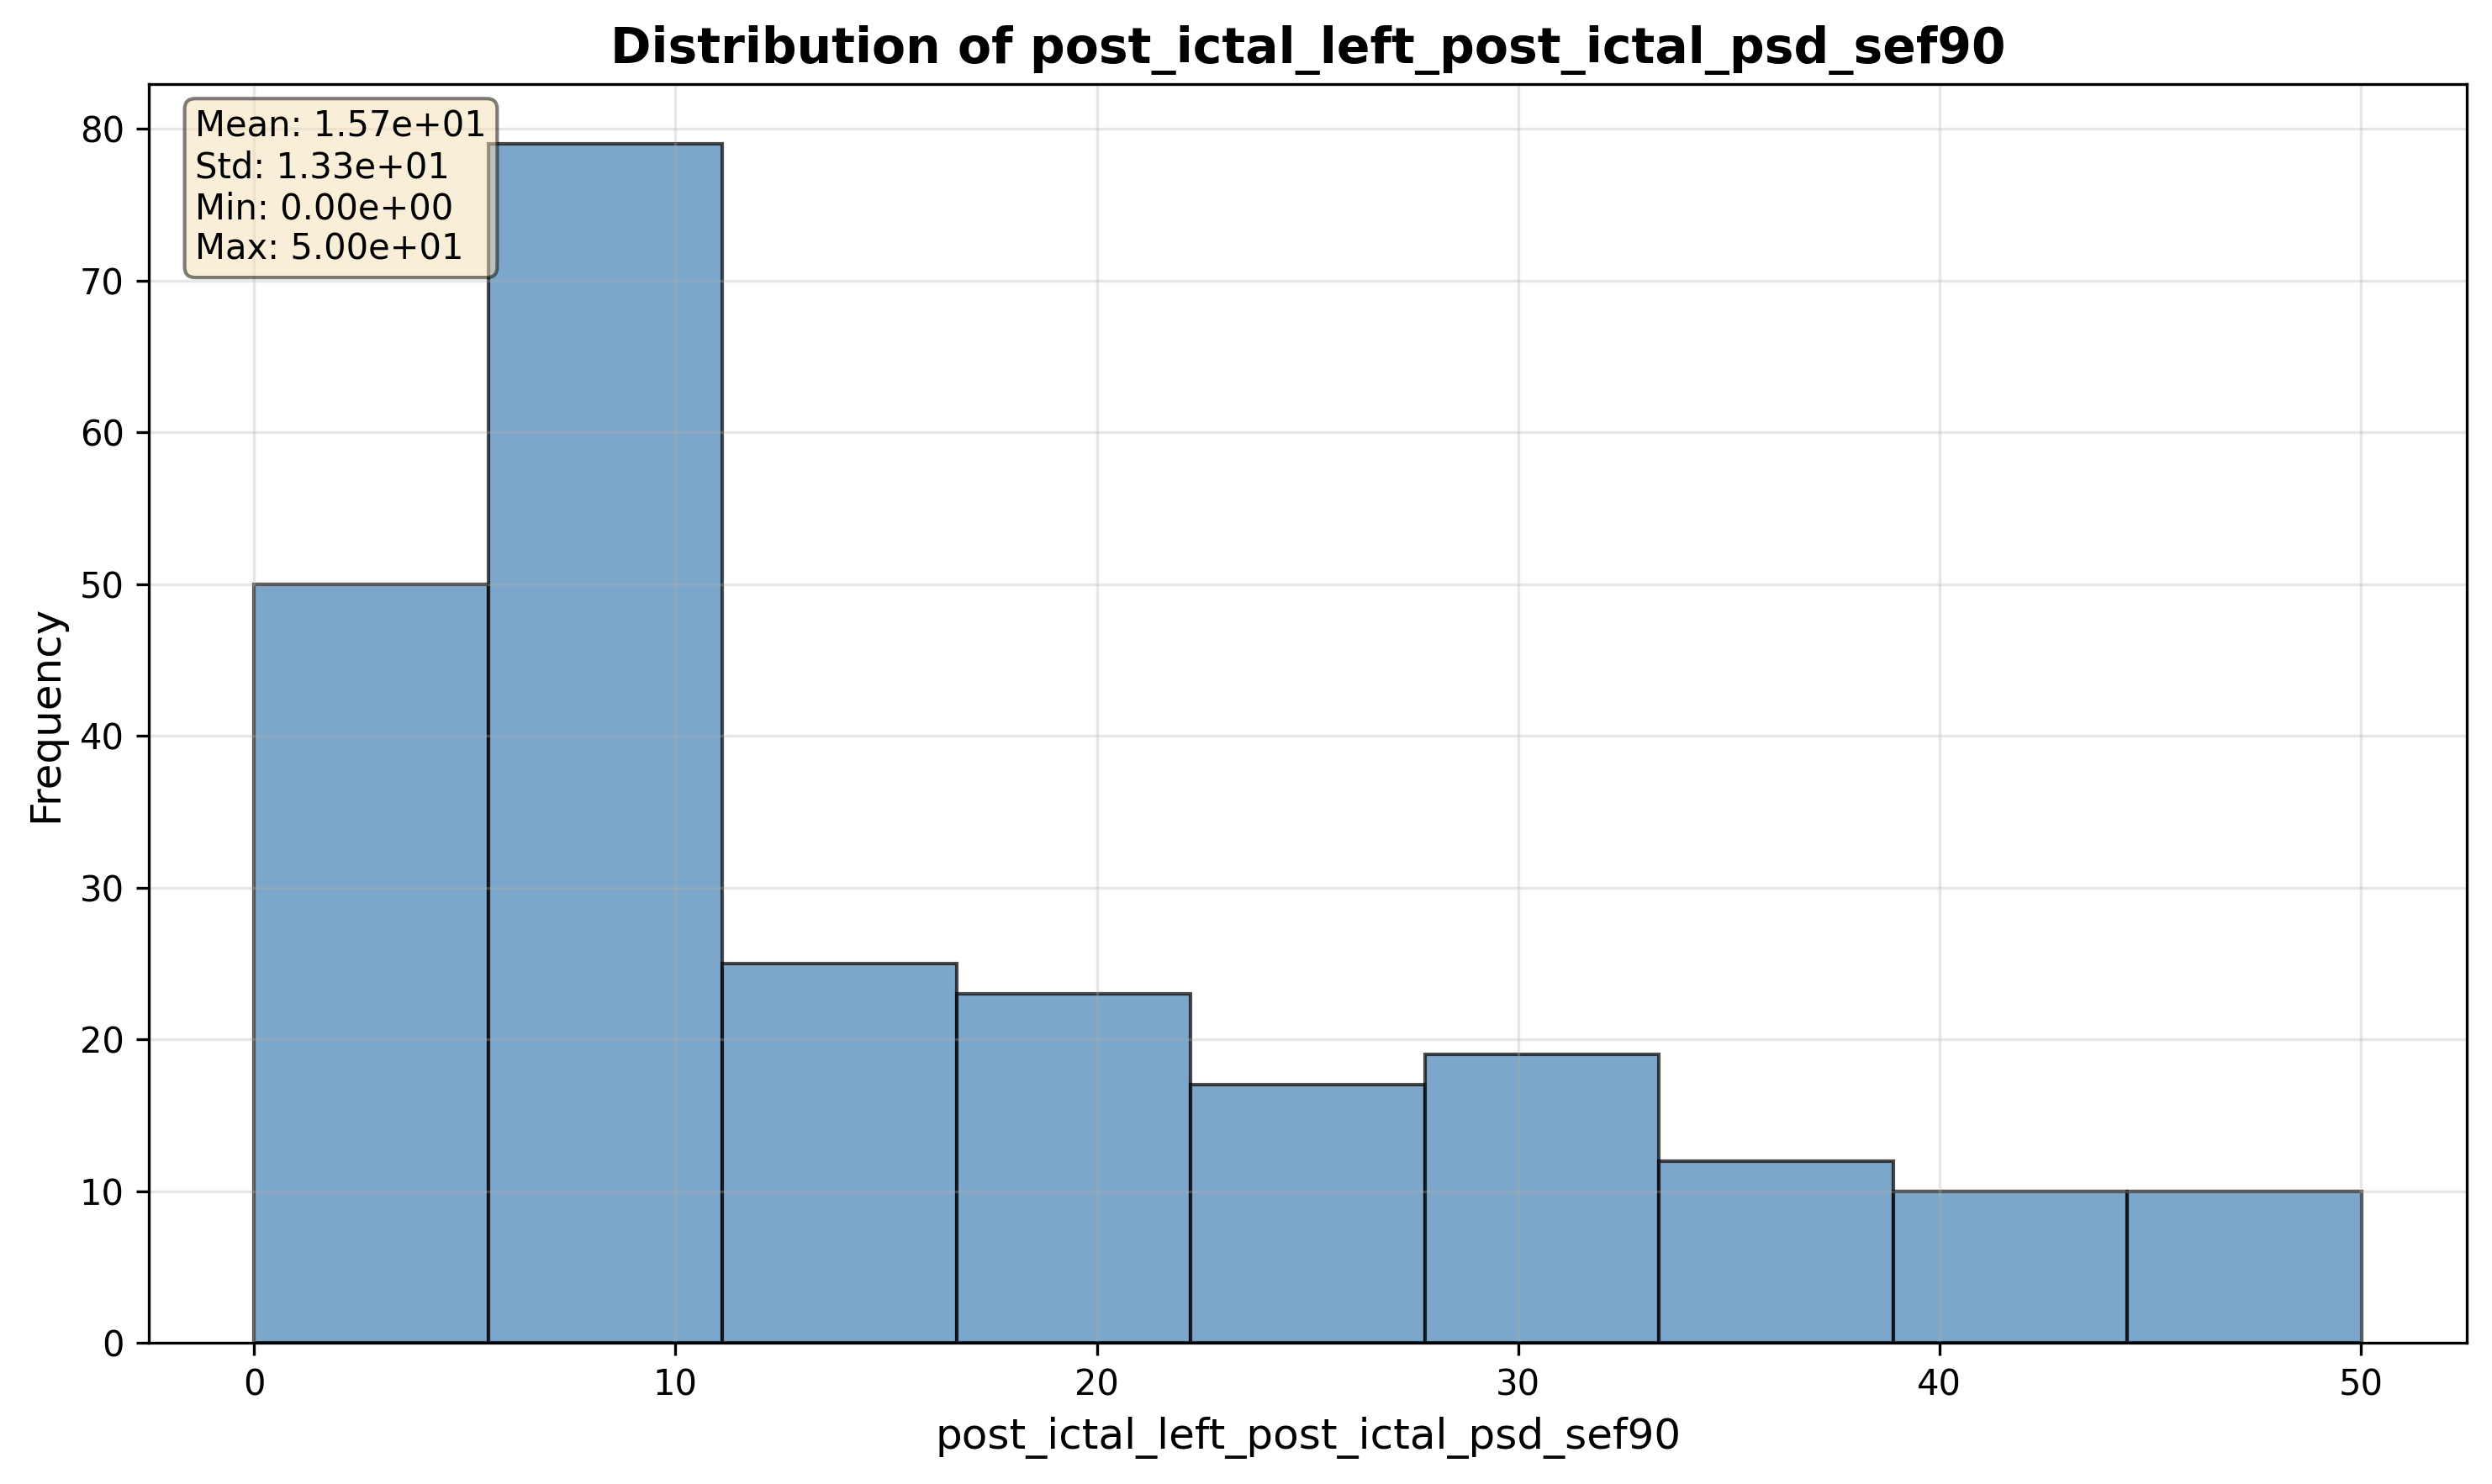 Distribution of post_ictal_left_post_ictal_psd_sef90
Mean: 1.57e+01
Std: 1.33e+01
Min: 0.00e+00
Max: 5.00e+01
80
70
60
50
40
30
20
10
0
Frequency
0 10 20 30 40 50
post_ictal_left_post_ictal_psd_sef90